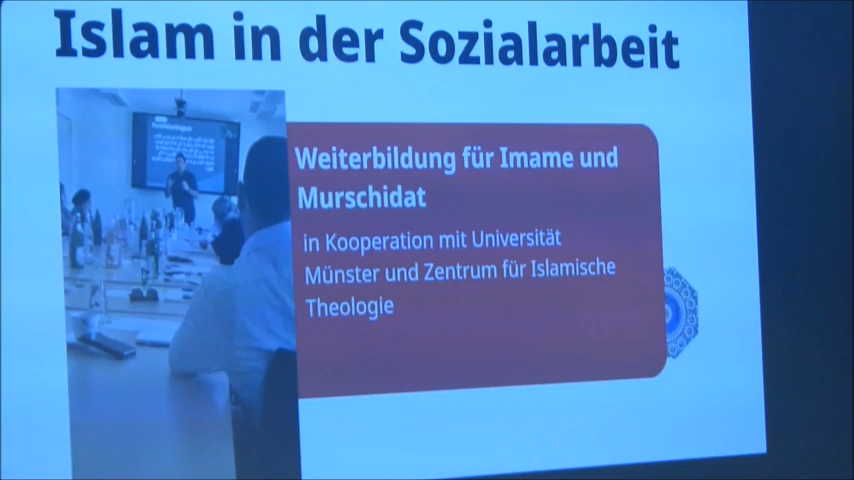 Islam in der Sozialarbeit
Weiterbildung für Imame und
Murschidat
in Kooperation mit Universität
Münster und Zentrum für Islamische
Theologie